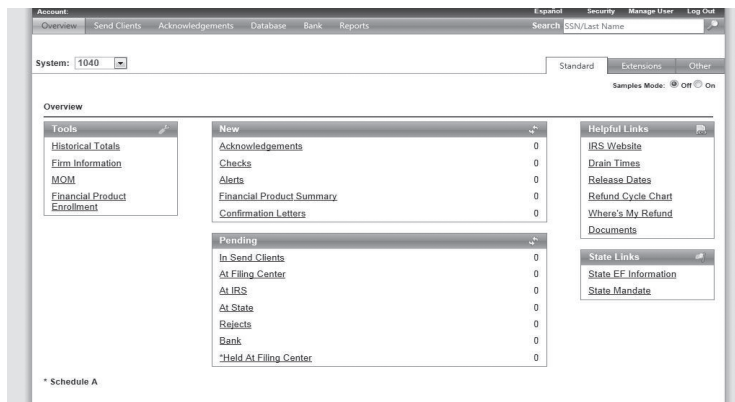 Account: Español Security Manage User Log Out
Overview Send Clients Acknowledgements Database Bank Reports Search SSN/Last Name
System: 1040
Standard Extensions Other
Samples Mode: Off On
Overview
Tools
Historical Totals
Firm Information
MOM
Financial Product
Enrollment
New
Acknowledgements 0
Checks 0
Alerts 0
Financial Product Summary 0
Confirmation Letters 0
Pending
In Send Clients 0
At Filing Center 0
At IRS 0
At State 0
Rejects 0
Bank 0
*Held At Filing Center 0
Helpful Links
IRS Website
Drain Times
Release Dates
Refund Cycle Chart
Where's My Refund
Documents
State Links
State EF Information
State Mandate
* Schedule A